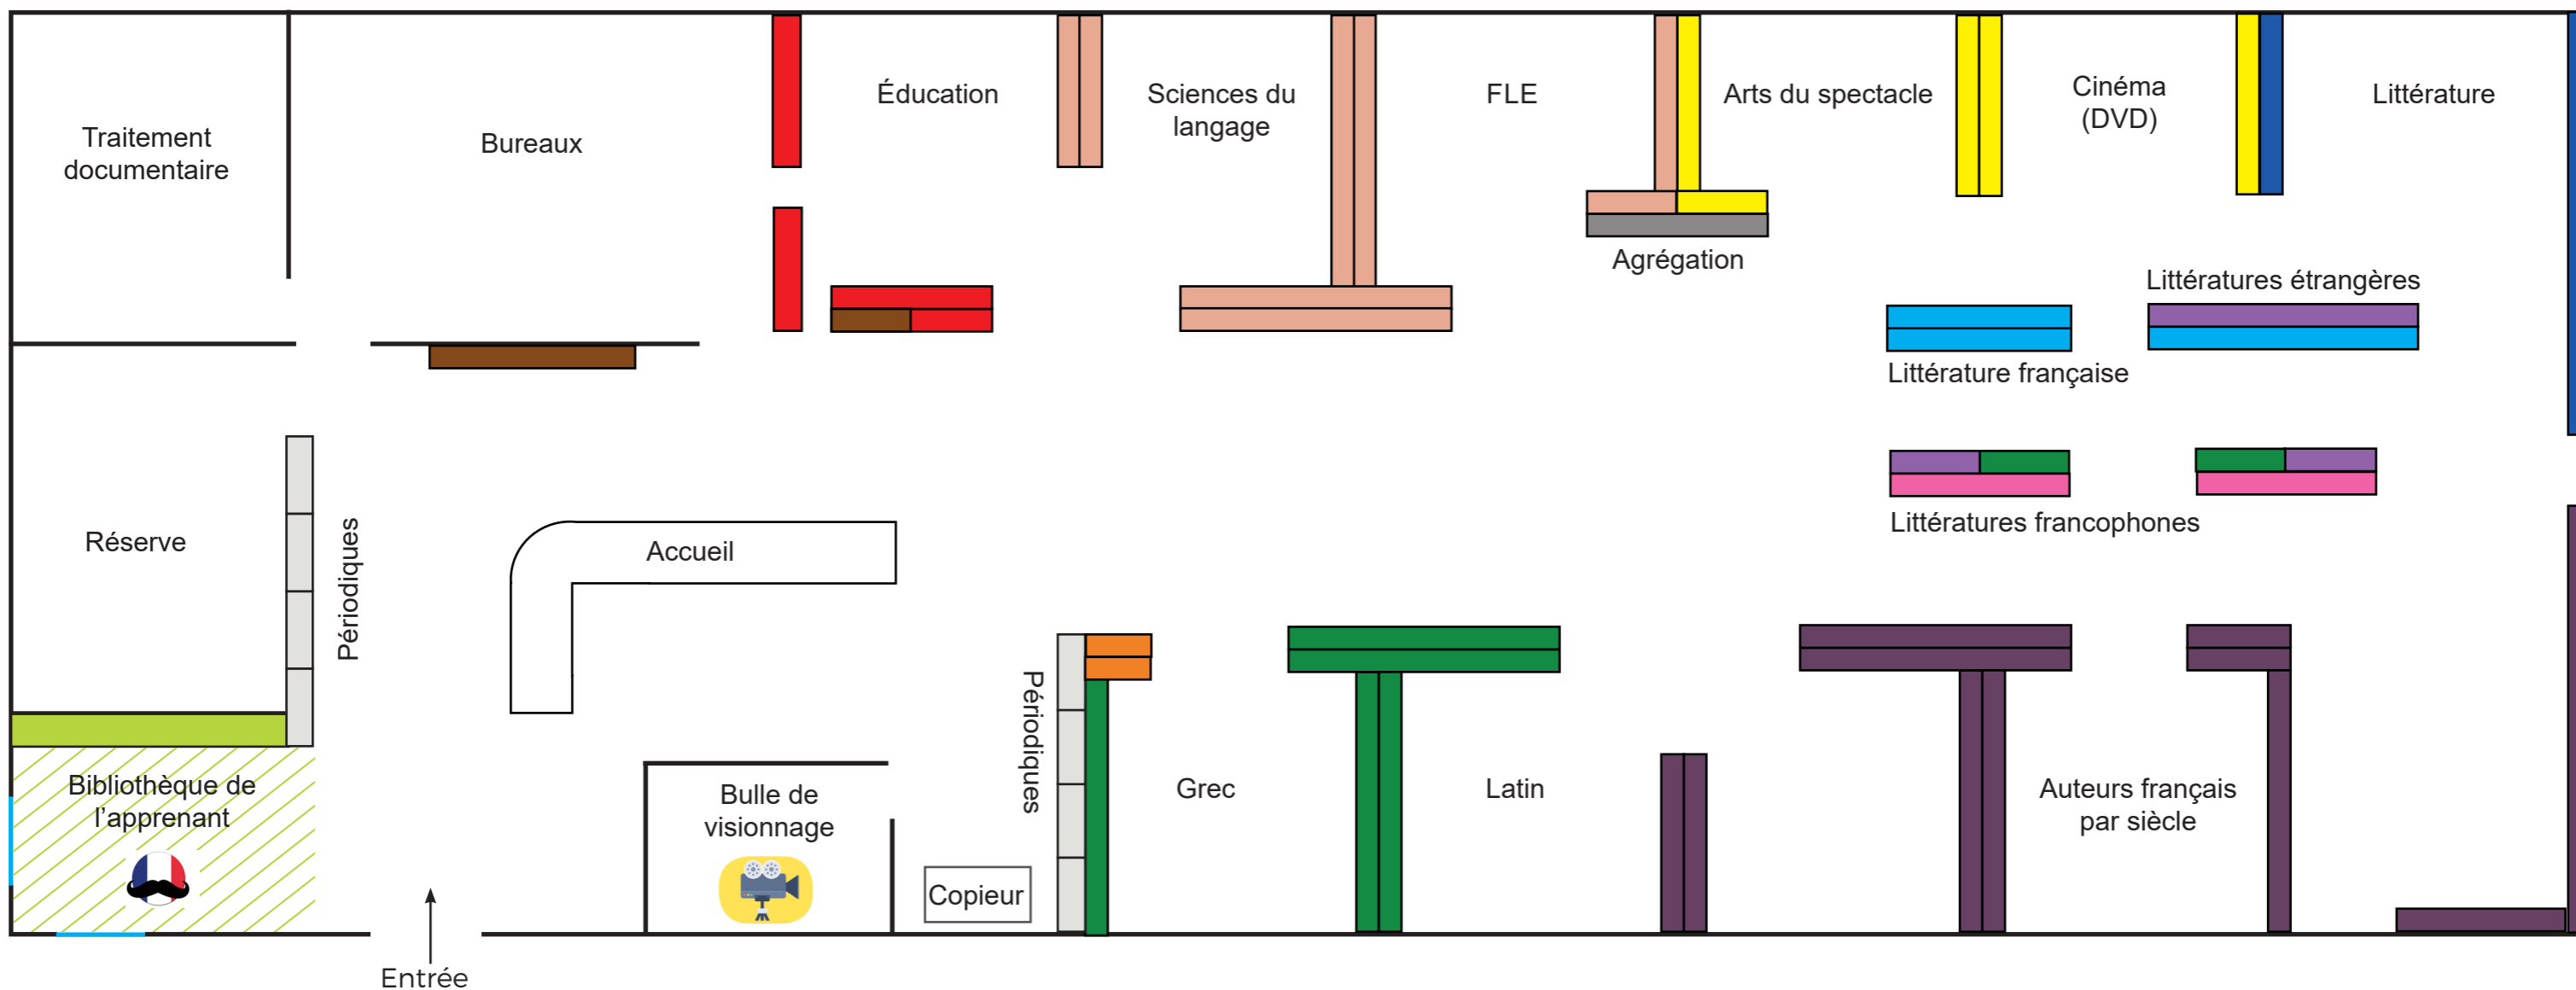 Traitement
documentaire
Bureaux
Éducation
Sciences du
langage
FLE
Arts du spectacle
Cinéma
(DVD)
Littérature
Agrégation
Littératures étrangères
Littérature française
Réserve
Périodiques
Accueil
Littératures francophones
Périodiques
Bibliothèque de
l’apprenant
Bulle de
visionnage
Copieur
Grec
Latin
Auteurs français
par siècle
Entrée